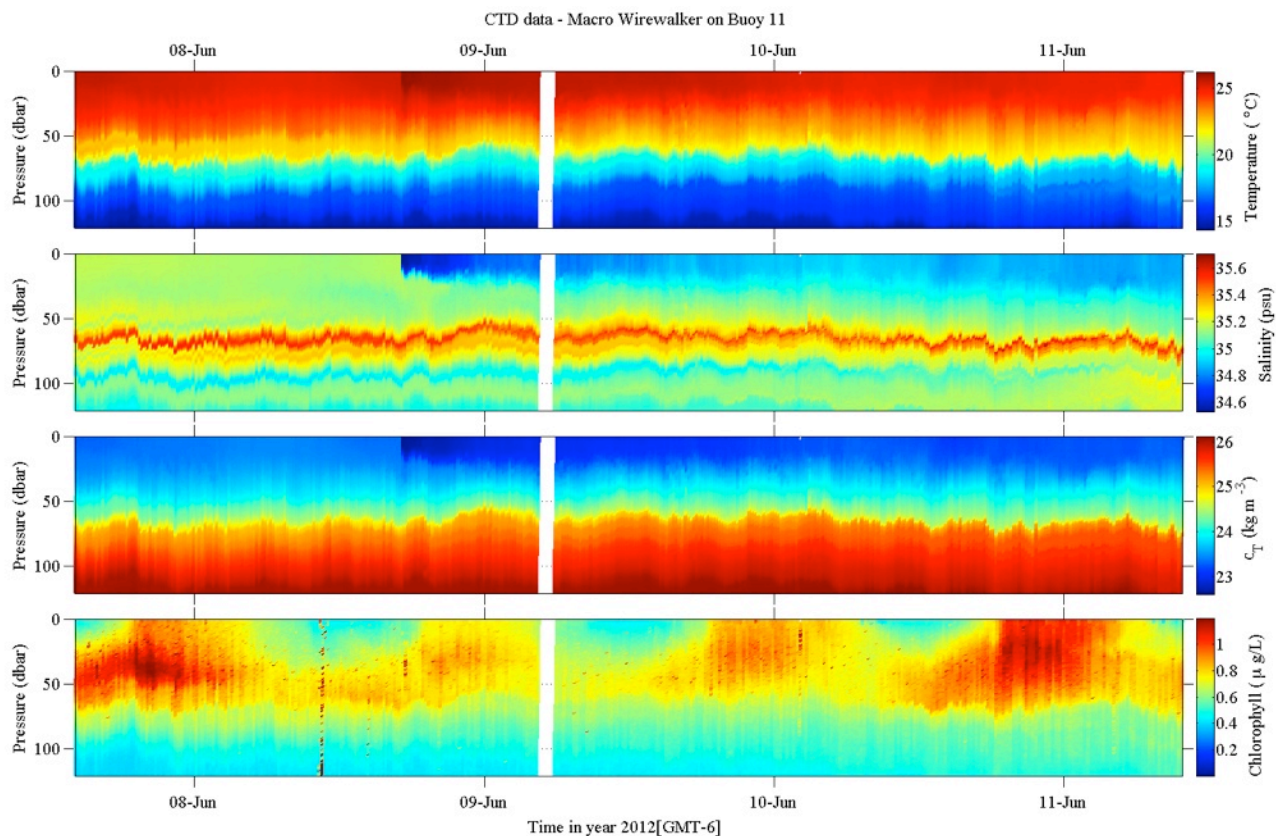 CTD data - Macro Wirewalker on Buoy 11
08-Jun 09-Jun 10-Jun 11-Jun
0
50
100
Pressure (dbar)
25
20
15
Temperature ( °C)
0
50
100
Pressure (dbar)
35.6
35.4
35.2
35
34.8
34.6
Salinity (psu)
0
50
100
Pressure (dbar)
26
25
24
23
c_T (kg m⁻³)
0
50
100
Pressure (dbar)
1
0.8
0.6
0.4
0.2
Chlorophyll ( μ g/L)
08-Jun 09-Jun 10-Jun 11-Jun
Time in year 2012[GMT-6]